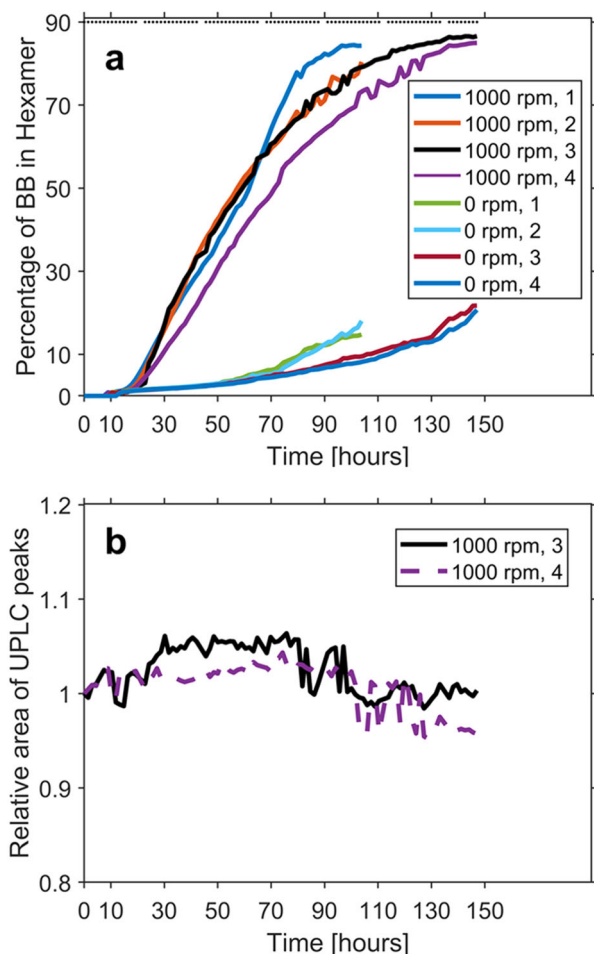 90
a
70
50
30
10
0
Percentage of BB in Hexamer
1000 rpm, 1
1000 rpm, 2
1000 rpm, 3
1000 rpm, 4
0 rpm, 1
0 rpm, 2
0 rpm, 3
0 rpm, 4
0 10 30 50 70 90 110 130 150
Time [hours]
1.2
b
1.1
1
0.9
0.8
Relative area of UPLC peaks
1000 rpm, 3
1000 rpm, 4
0 10 30 50 70 90 110 130 150
Time [hours]